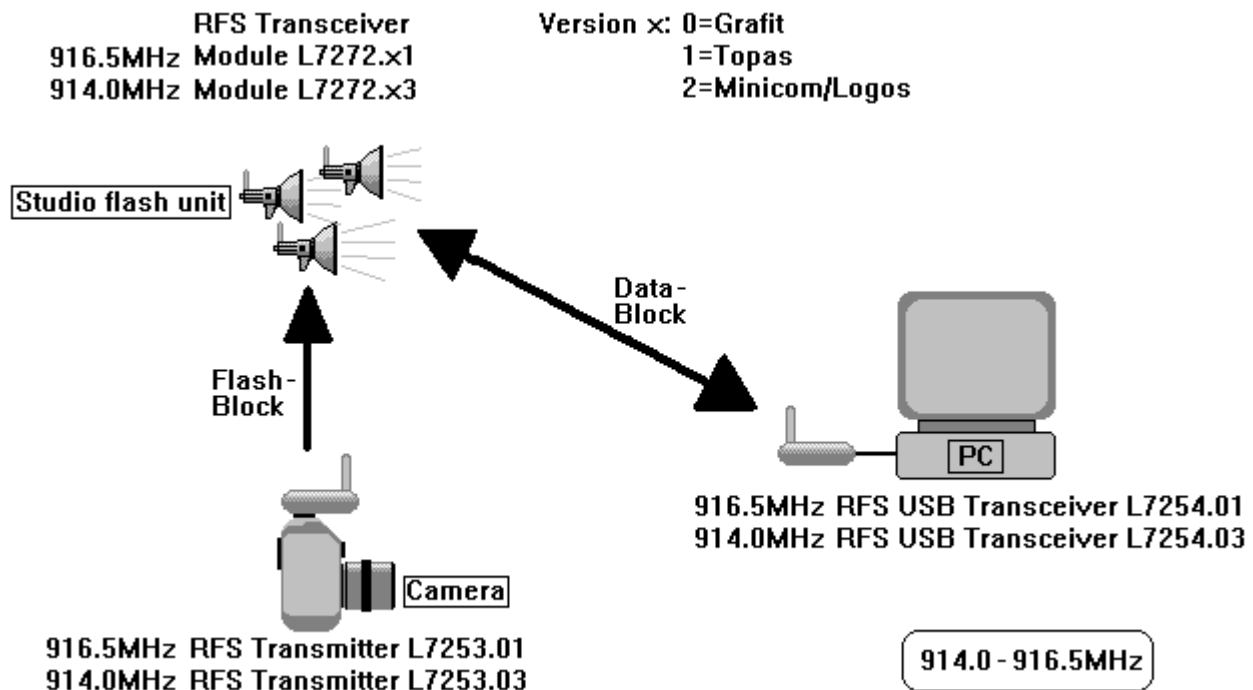 RFS Transceiver
916.5MHz Module L7272.x1
914.0MHz Module L7272.x3
Version x: 0=Grafit
1=Topas
2=Minicom/Logos
Studio flash unit
Data-
Block
Flash-
Block
PC
916.5MHz RFS USB Transceiver L7254.01
914.0MHz RFS USB Transceiver L7254.03
Camera
916.5MHz RFS Transmitter L7253.01
914.0MHz RFS Transmitter L7253.03
914.0-916.5MHz